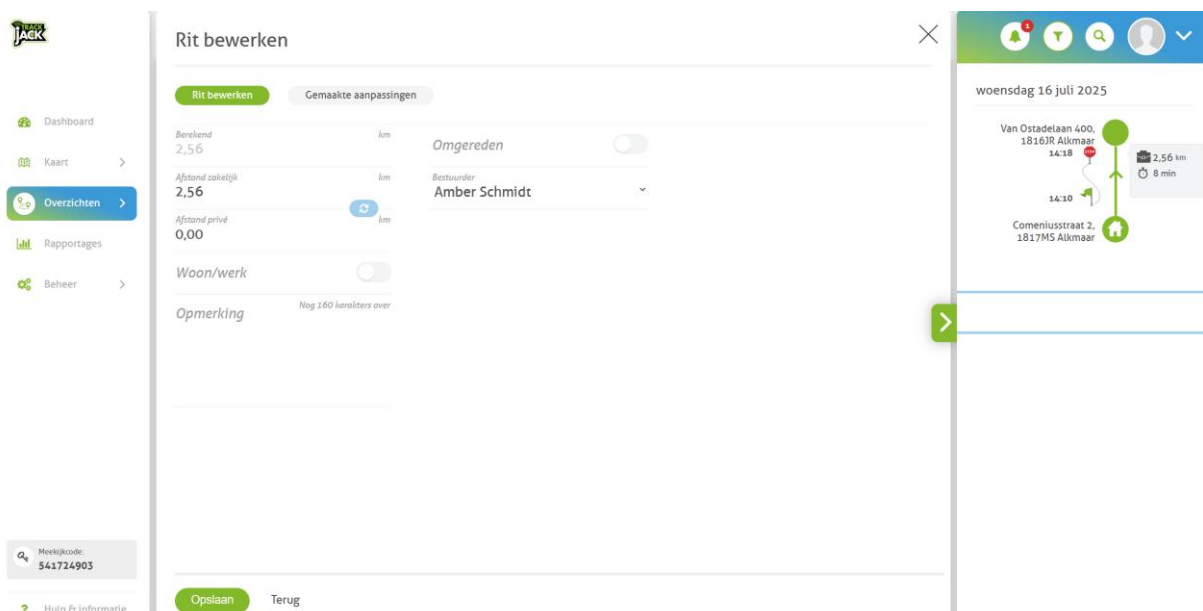 TRACK
JACK
Dashboard
Kaart
Overzichten
Rapportages
Beheer
Meekijkcode:
541724903
? Hulp & informatie
Rit bewerken
Rit bewerken
Gemaakte aanpassingen
Berekend km
2,56
Afstand zakelijk km
2,56
Afstand privé km
0,00
Woon/werk
Opmerking Nog 160 karakters over
Omgereden
Bestuurder
Amber Schmidt
Opslaan
Terug
1
woensdag 16 juli 2025
Van Ostadelaan 400,
1816JR Alkmaar
14:18
STOP
2,56 km
8 min
14:10
Comeniusstraat 2,
1817MS Alkmaar